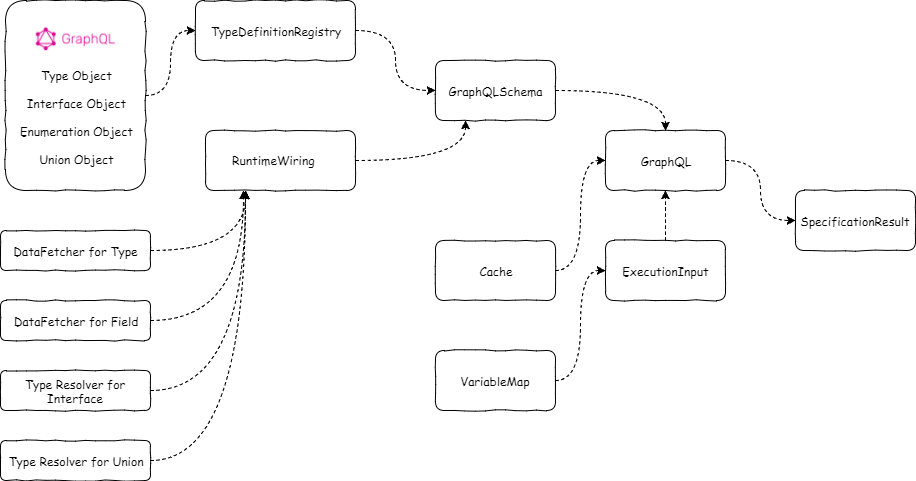 GraphQL
Type Object
Interface Object
Enumeration Object
Union Object
TypeDefinitionRegistry
GraphQLSchema
RuntimeWiring
GraphQL
SpecificationResult
DataFetcher for Type
DataFetcher for Field
Type Resolver for
Interface
Type Resolver for Union
Cache
ExecutionInput
VariableMap